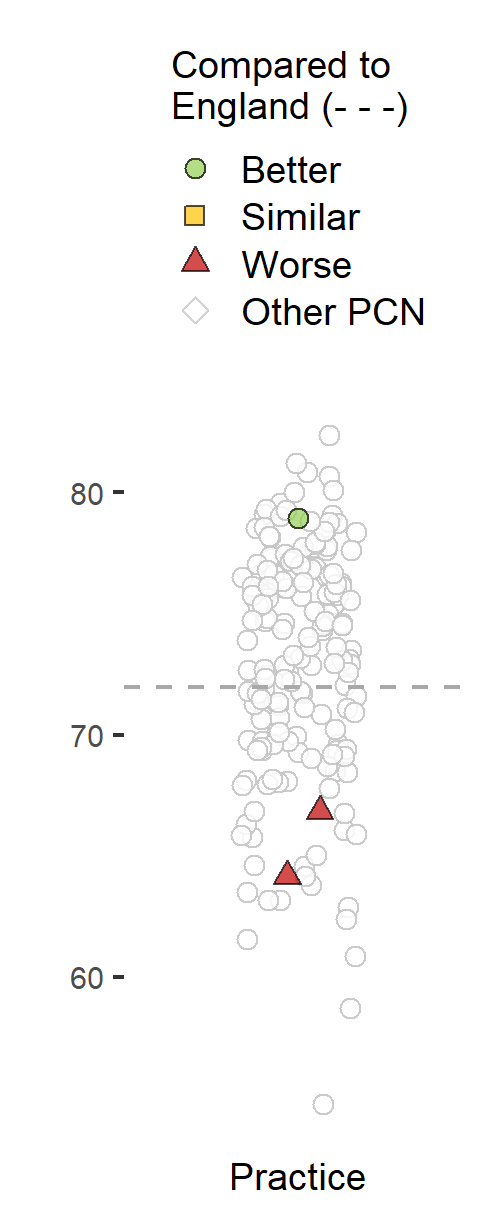 Compared to
England (- - -)
Better
Similar
Worse
Other PCN
80
70
60
Practice